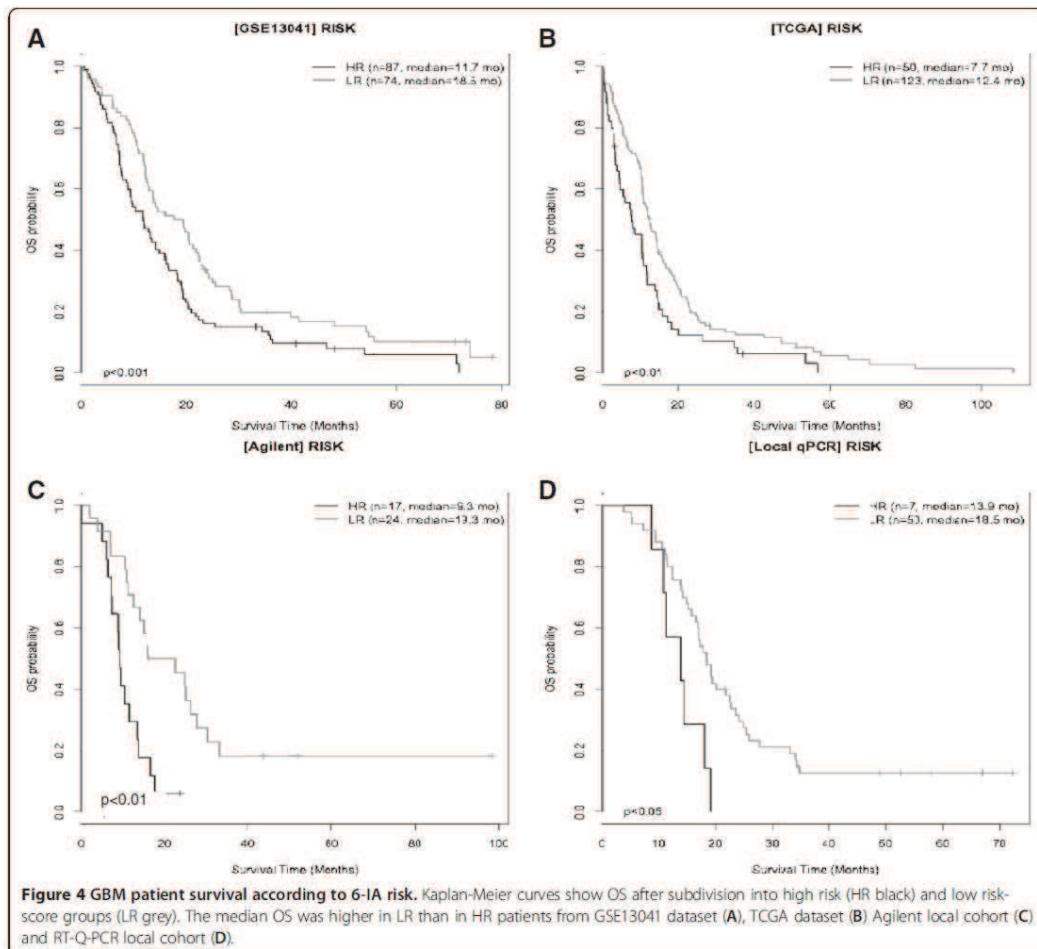 A
[GSE13041] RISK
HR (n=87, median=11.7 mo)
LR (n=74, median=18.5 mo)
OS probability
0.0 0.2 0.4 0.6 0.8 1.0
p<0.001
0 20 40 60 80
Survival Time (Months)
B
[TCGA] RISK
HR (n=50, median=7.7 mo)
LR (n=123, median=12.4 mo)
OS probability
0.0 0.2 0.4 0.6 0.8 1.0
p<0.01
0 20 40 60 80 100
Survival Time (Months)
C
[Agilent] RISK
HR (n=17, median=9.3 mo)
LR (n=24, median=19.3 mo)
OS probability
0.0 0.2 0.4 0.6 0.8 1.0
p<0.01
0 20 40 60 80 100
Survival Time (Months)
D
[Local qPCR] RISK
HR (n=7, median=13.9 mo)
LR (n=50, median=18.5 mo)
OS probability
0.0 0.2 0.4 0.6 0.8 1.0
p<0.05
0 10 20 30 40 50 60 70
Survival Time (Months)
Figure 4 GBM patient survival according to 6-IA risk. Kaplan-Meier curves show OS after subdivision into high risk (HR black) and low risk-
score groups (LR grey). The median OS was higher in LR than in HR patients from GSE13041 dataset (A), TCGA dataset (B) Agilent local cohort (C)
and RT-Q-PCR local cohort (D).